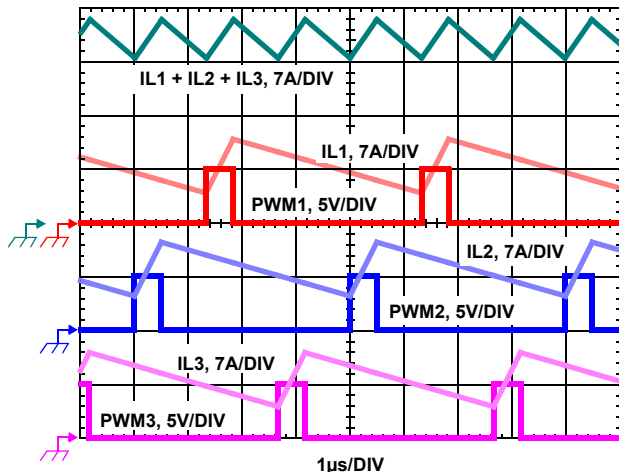 IL1 + IL2 + IL3, 7A/DIV
IL1, 7A/DIV
PWM1, 5V/DIV
IL2, 7A/DIV
PWM2, 5V/DIV
IL3, 7A/DIV
PWM3, 5V/DIV
1µs/DIV